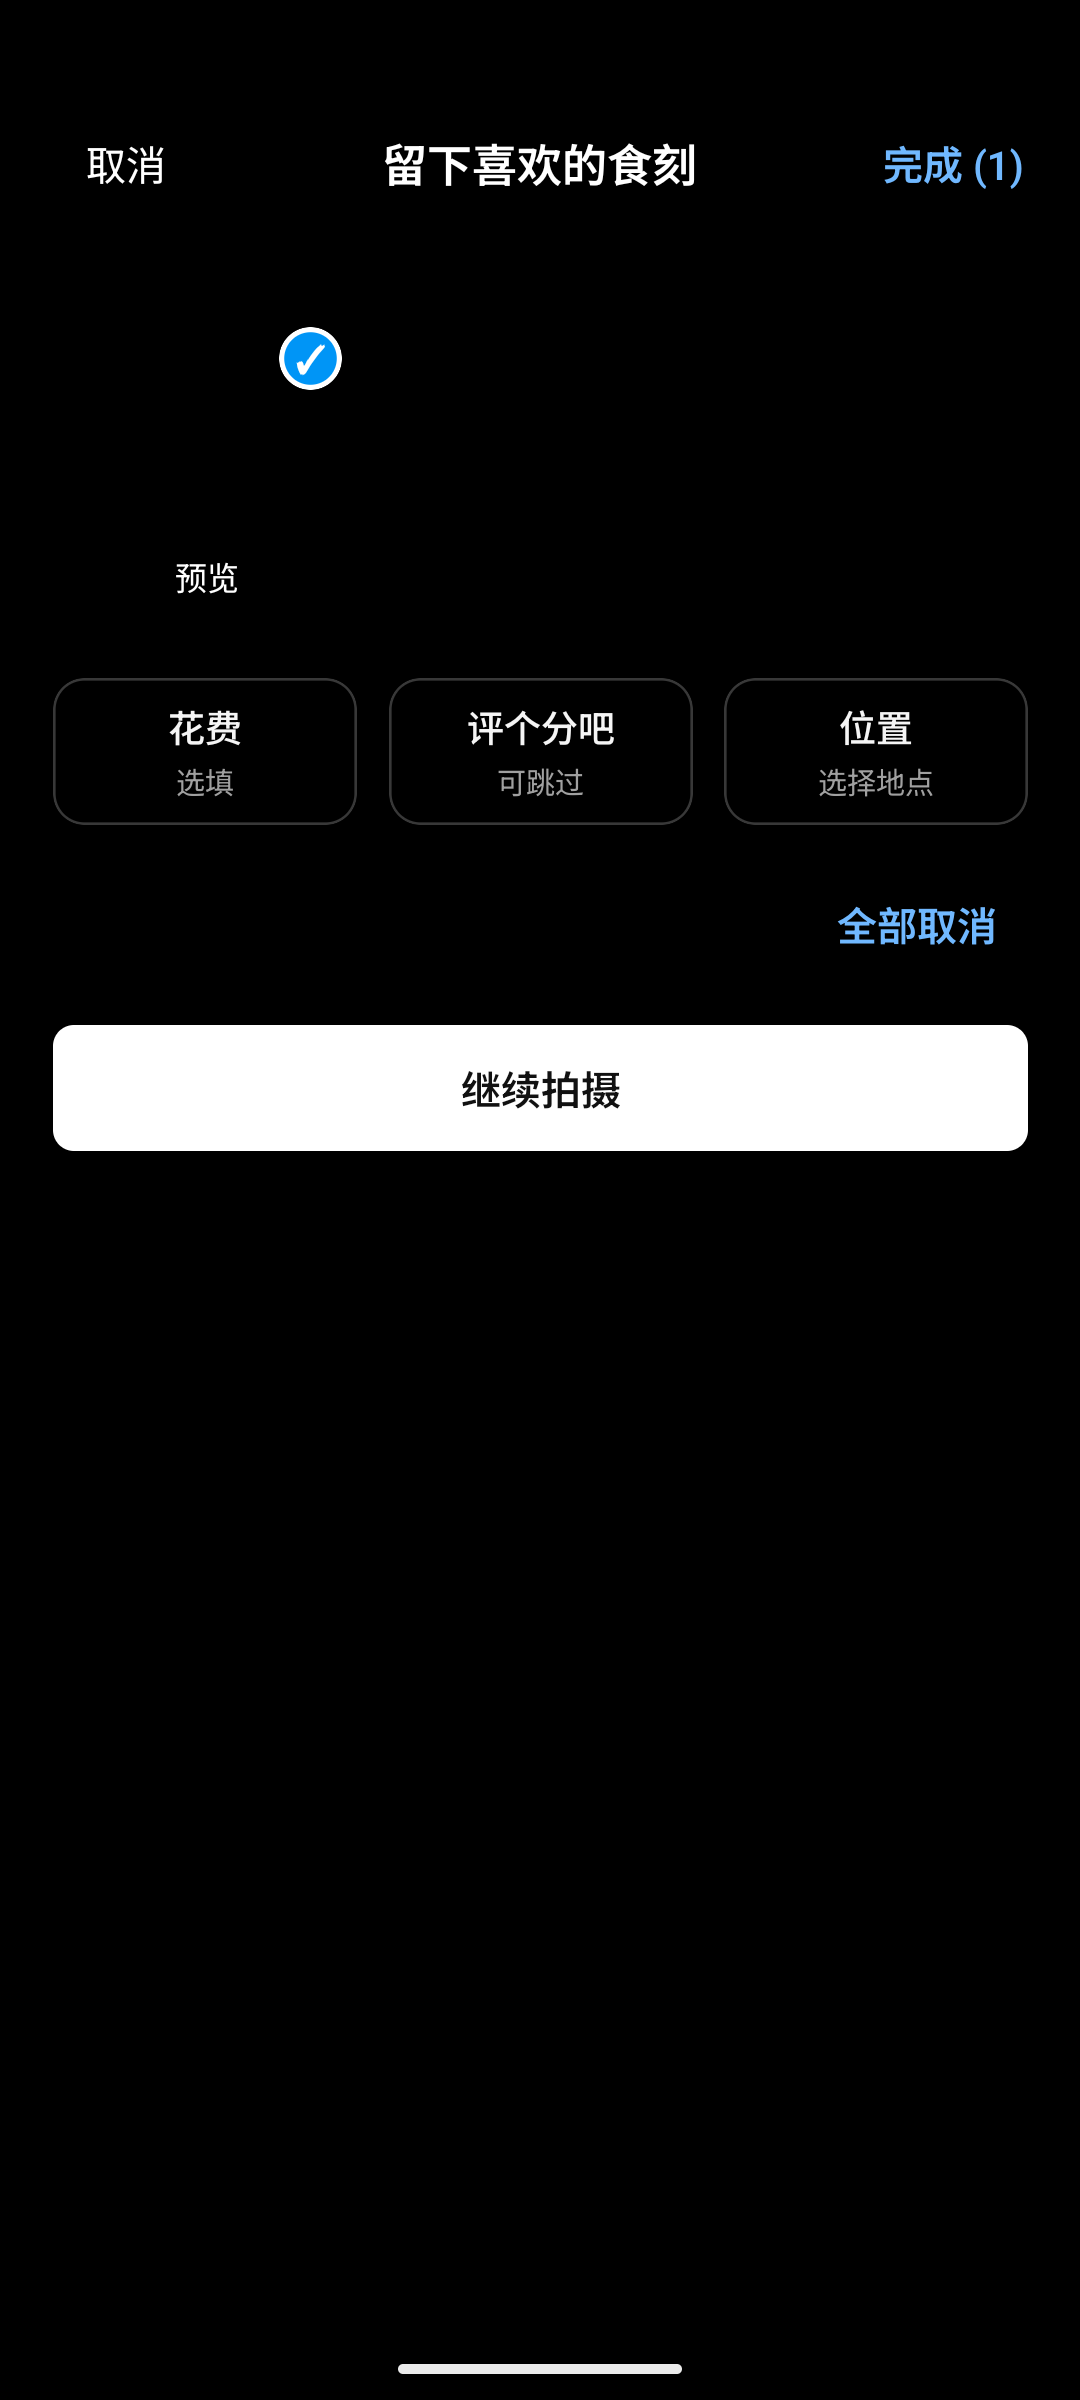 取消
留下喜欢的食刻
完成 (1)
预览
花费
选填
评个分吧
可跳过
位置
选择地点
全部取消
继续拍摄